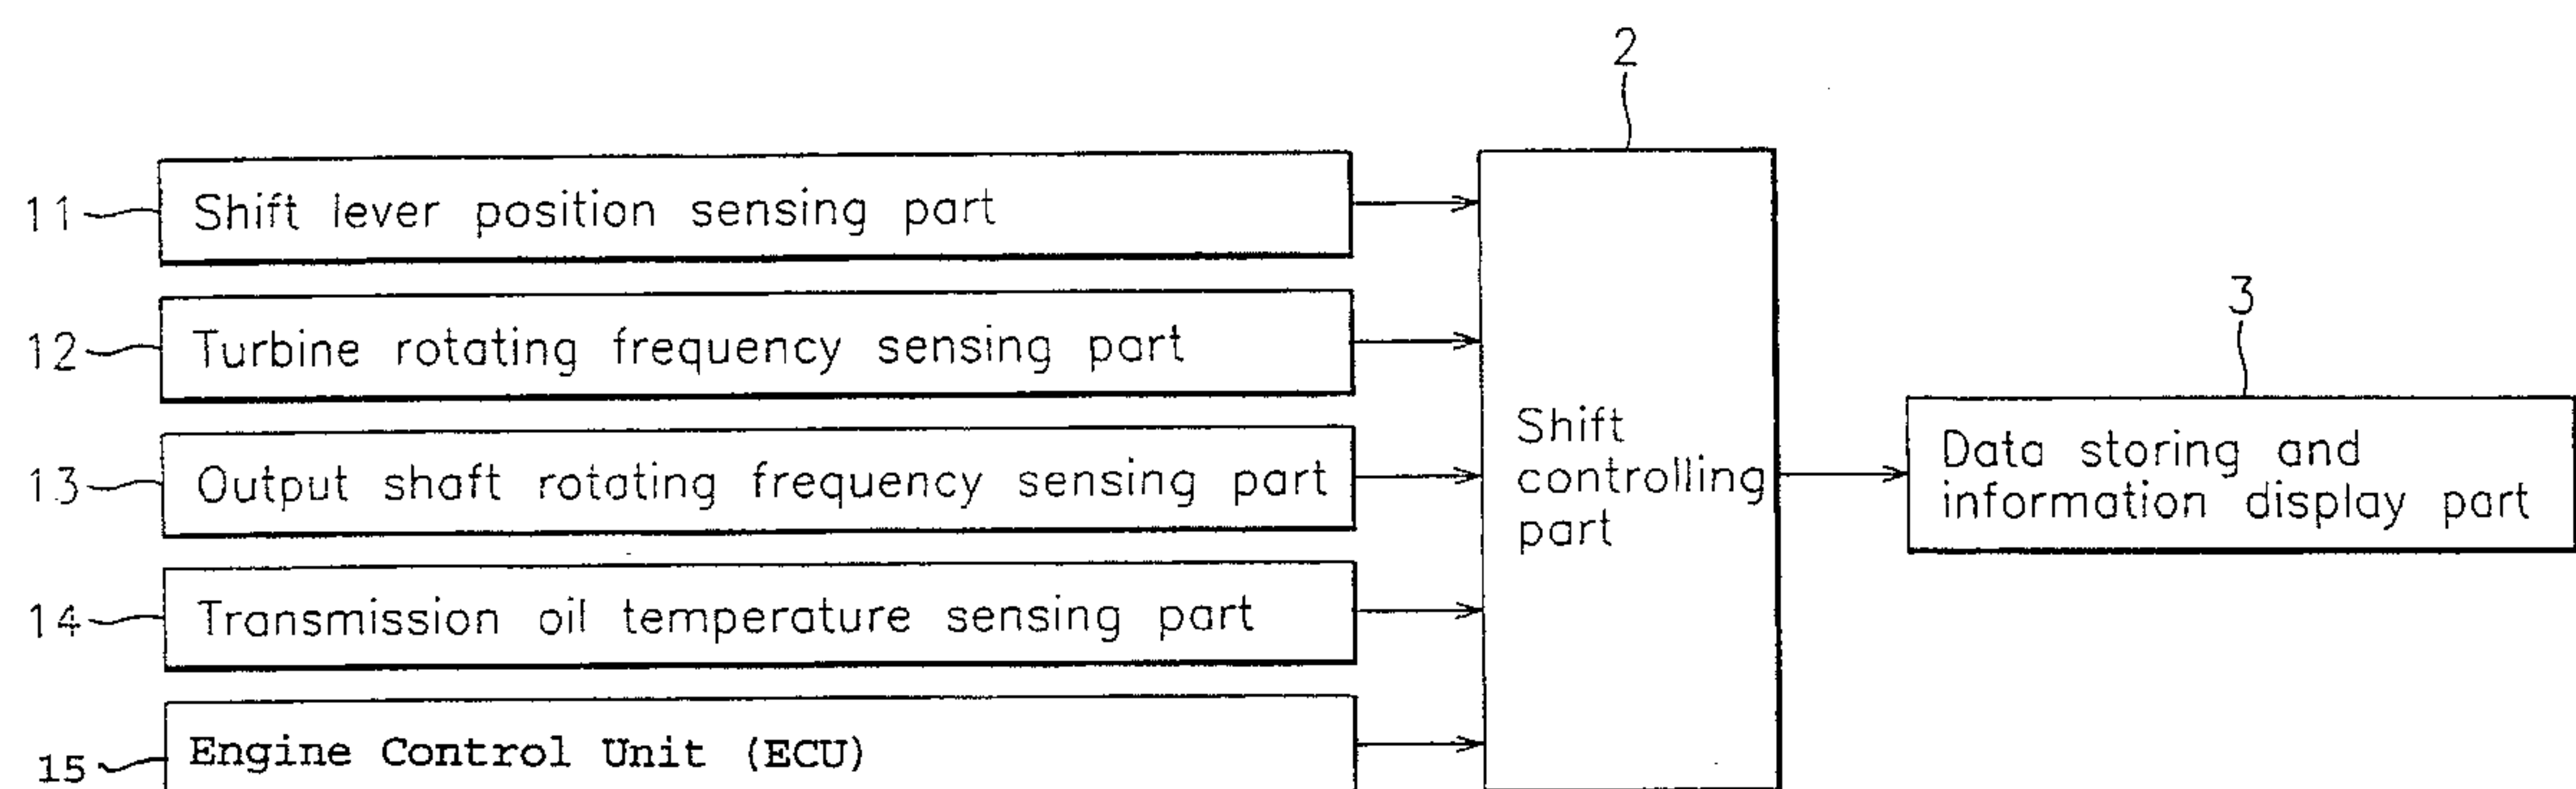 2
11 Shift lever position sensing part
12 Turbine rotating frequency sensing part
3
13 Output shaft rotating frequency sensing part
Shift
controlling
part
Data storing and
information display part
14 Transmission oil temperature sensing part
15 Engine Control Unit (ECU)